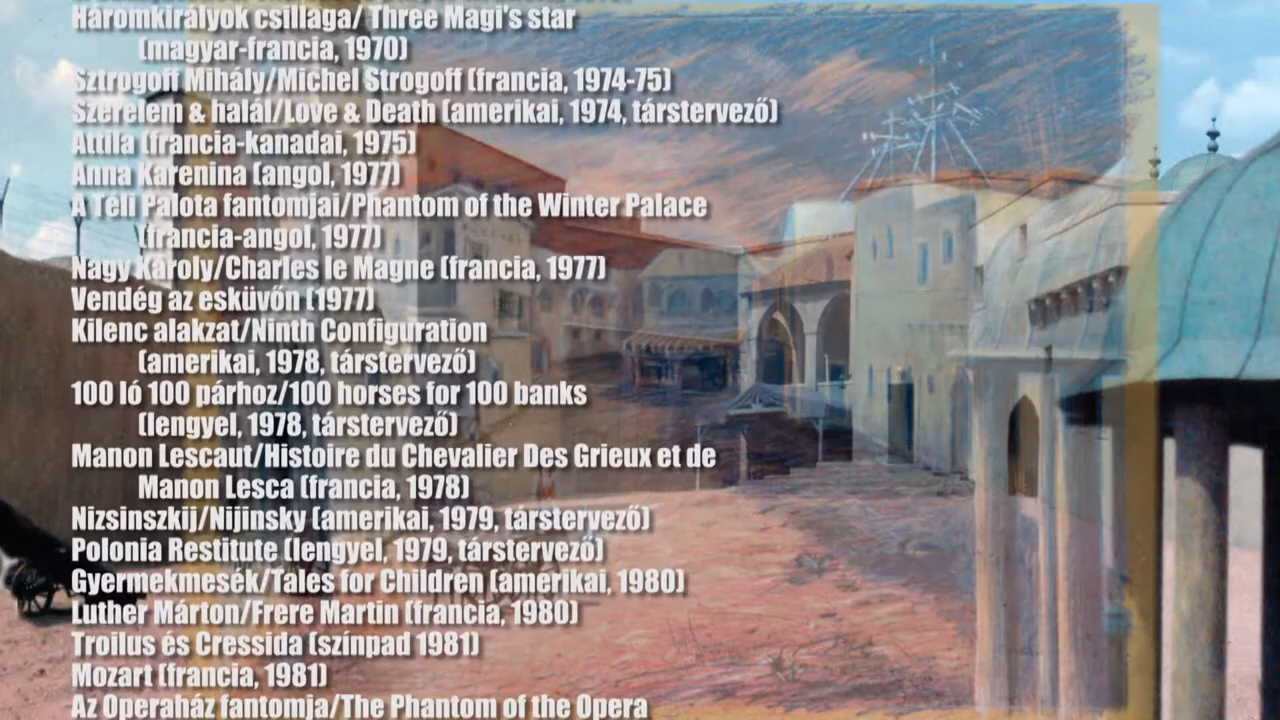 Háromkirályok csillaga/ Three Magi's star
(magyar-francia, 1970)
Sztrogoff Mihály/Michel Strogoff (francia, 1974-75)
Szerelem & halál/Love & Death (amerikai, 1974, társtervező)
Attila (francia-kanadai, 1975)
Anna Karenina (angol, 1977)
A Téli Palota fantomjai/Phantom of the Winter Palace
(francia-angol, 1977)
Nagy Károly/Charles le Magne (francia, 1977)
Vendég az esküvőn (1977)
Kilenc alakzat/Ninth Configuration
(amerikai, 1978, társtervező)
100 ló 100 párhoz/100 horses for 100 banks
(lengyel, 1978, társtervező)
Manon Lescaut/Histoire du Chevalier Des Grieux et de
Manon Lesca (francia, 1978)
Nizsinszkij/Nijinsky (amerikai, 1979, társtervező)
Polonia Restitute (lengyel, 1979, társtervező)
Gyermekmesék/Tales for Children (amerikai, 1980)
Luther Márton/Frere Martin (francia, 1980)
Troilus és Cressida (színpad 1981)
Mozart (francia, 1981)
Az Operaház fantomja/The Phantom of the Opera